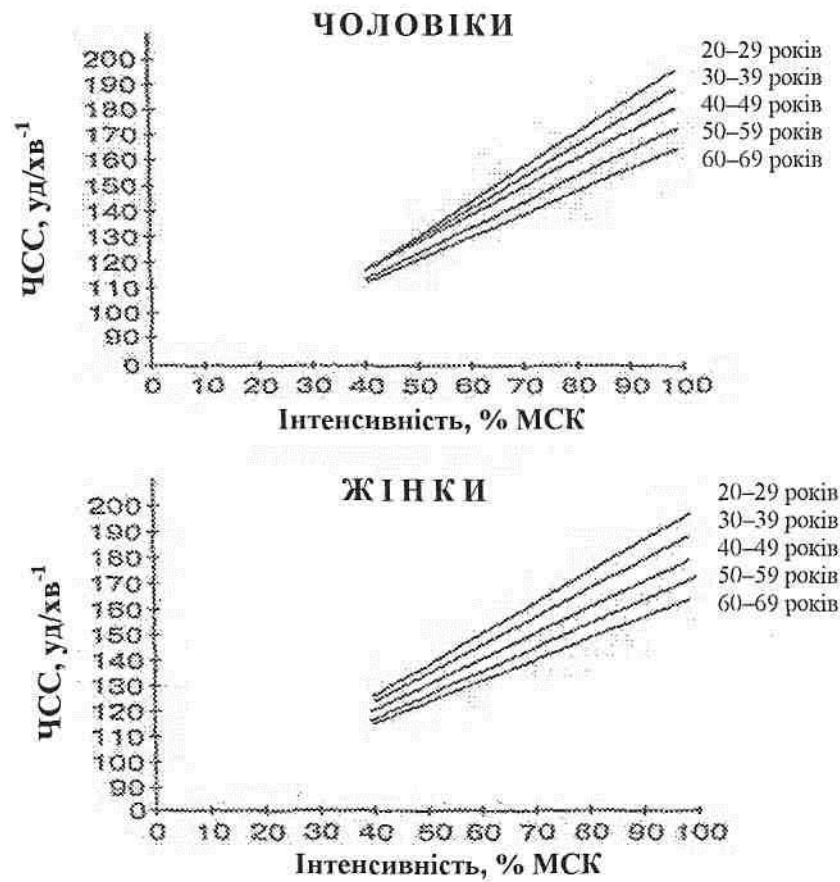 ЧОЛОВІКИ
20–29 років
30–39 років
40–49 років
50–59 років
60–69 років
ЧСС, уд/хв⁻¹
200
190
180
170
160
150
140
130
120
110
100
90
0
0 10 20 30 40 50 60 70 80 90 100
Інтенсивність, % МСК
ЖІНКИ
20–29 років
30–39 років
40–49 років
50–59 років
60–69 років
ЧСС, уд/хв⁻¹
200
190
180
170
160
150
140
130
120
110
100
90
0
0 10 20 30 40 50 60 70 80 90 100
Інтенсивність, % МСК